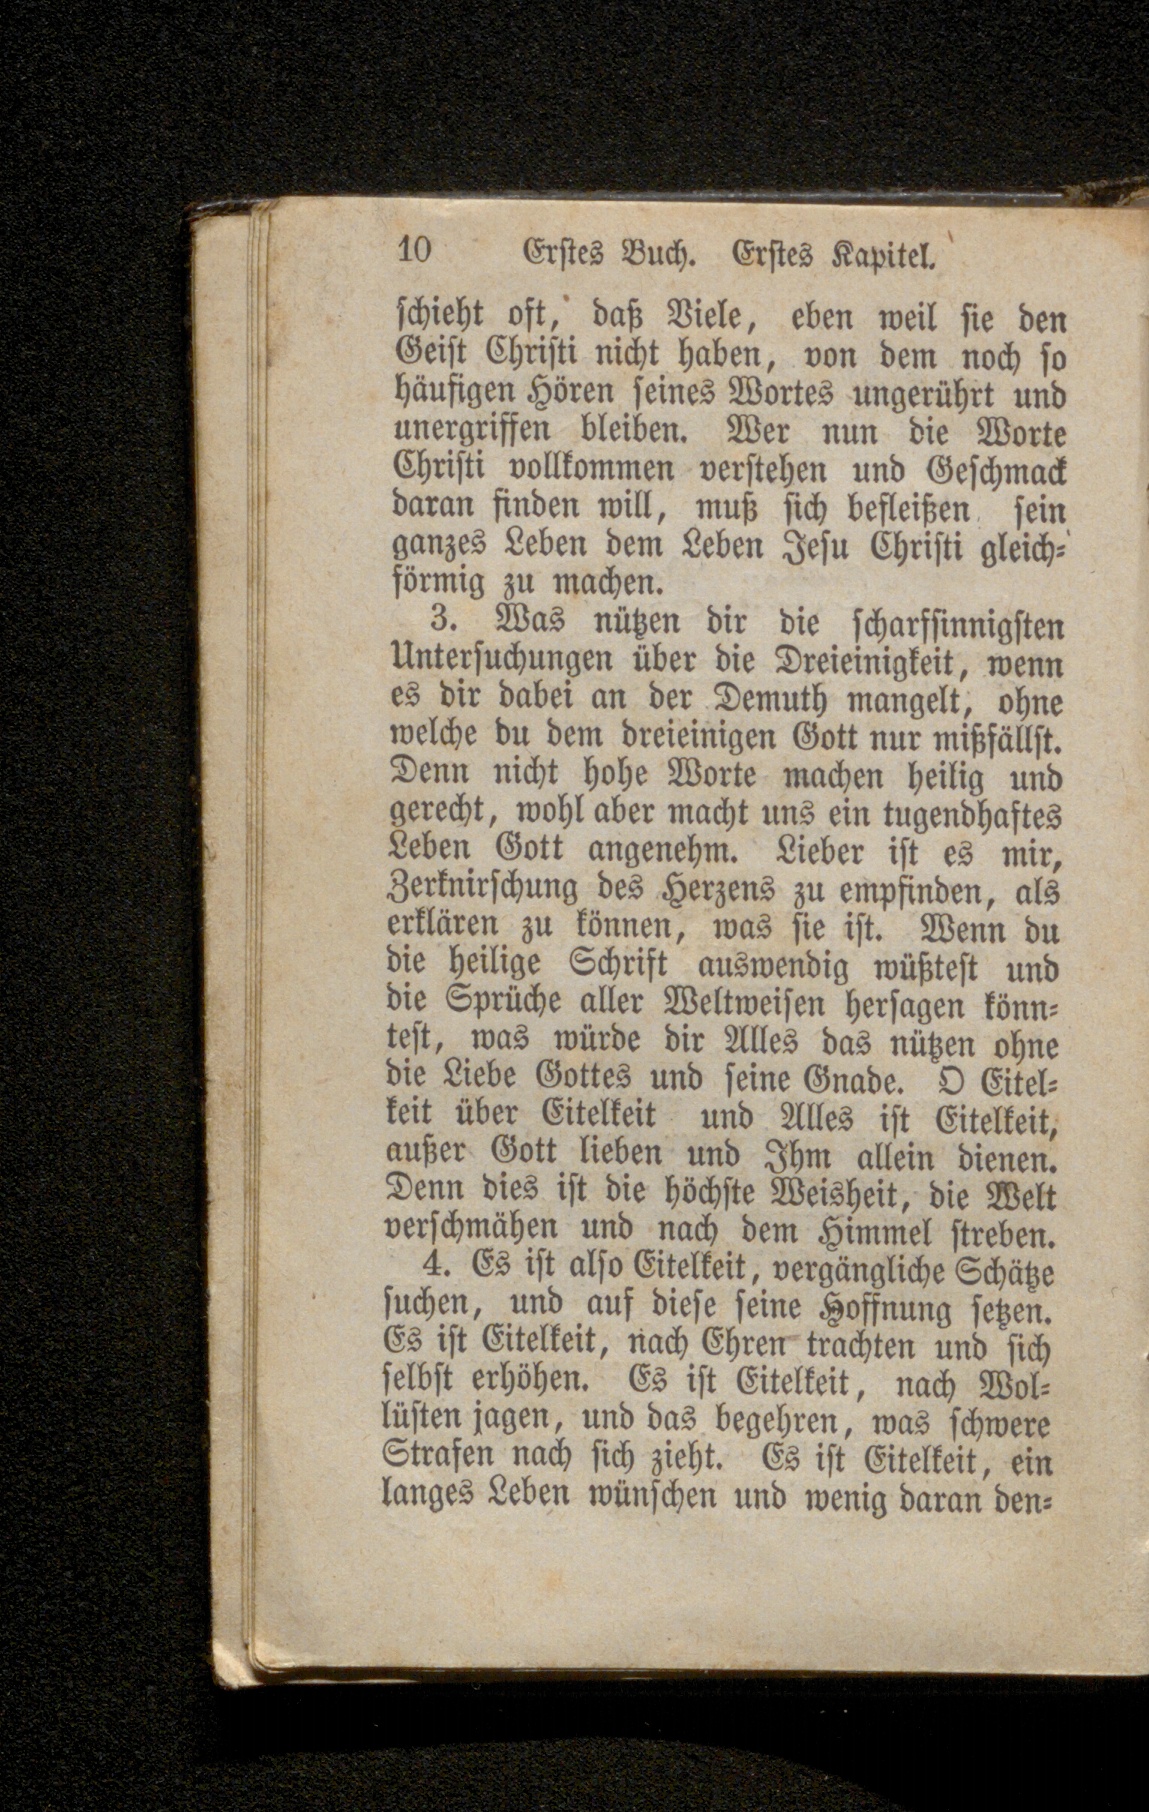 10 Erstes Buch. Erstes Kapitel.
schieht oft, daß Viele, eben weil sie den
Geist Christi nicht haben, von dem noch so
häufigen Hören seines Wortes ungerührt und
unergriffen bleiben. Wer nun die Worte
Christi vollkommen verstehen und Geschmack
daran finden will, muß sich befleißen sein
ganzes Leben dem Leben Jesu Christi gleich-
förmig zu machen.
3. Was nützen dir die scharfsinnigsten
Untersuchungen über die Dreieinigkeit, wenn
es dir dabei an der Demuth mangelt, ohne
welche du dem dreieinigen Gott nur mißfällst.
Denn nicht hohe Worte machen heilig und
gerecht, wohl aber macht uns ein tugendhaftes
Leben Gott angenehm. Lieber ist es mir,
Zerknirschung des Herzens zu empfinden, als
erklären zu können, was sie ist. Wenn du
die heilige Schrift auswendig wüßtest und
die Sprüche aller Weltweisen hersagen könn-
test, was würde dir Alles das nützen ohne
die Liebe Gottes und seine Gnade. O Eitel-
keit über Eitelkeit und Alles ist Eitelkeit,
außer Gott lieben und Ihm allein dienen.
Denn dies ist die höchste Weisheit, die Welt
verschmähen und nach dem Himmel streben.
4. Es ist also Eitelkeit, vergängliche Schätze
suchen, und auf diese seine Hoffnung setzen.
Es ist Eitelkeit, nach Ehren trachten und sich
selbst erhöhen. Es ist Eitelkeit, nach Wol-
lüsten jagen, und das begehren, was schwere
Strafen nach sich zieht. Es ist Eitelkeit, ein
langes Leben wünschen und wenig daran den-